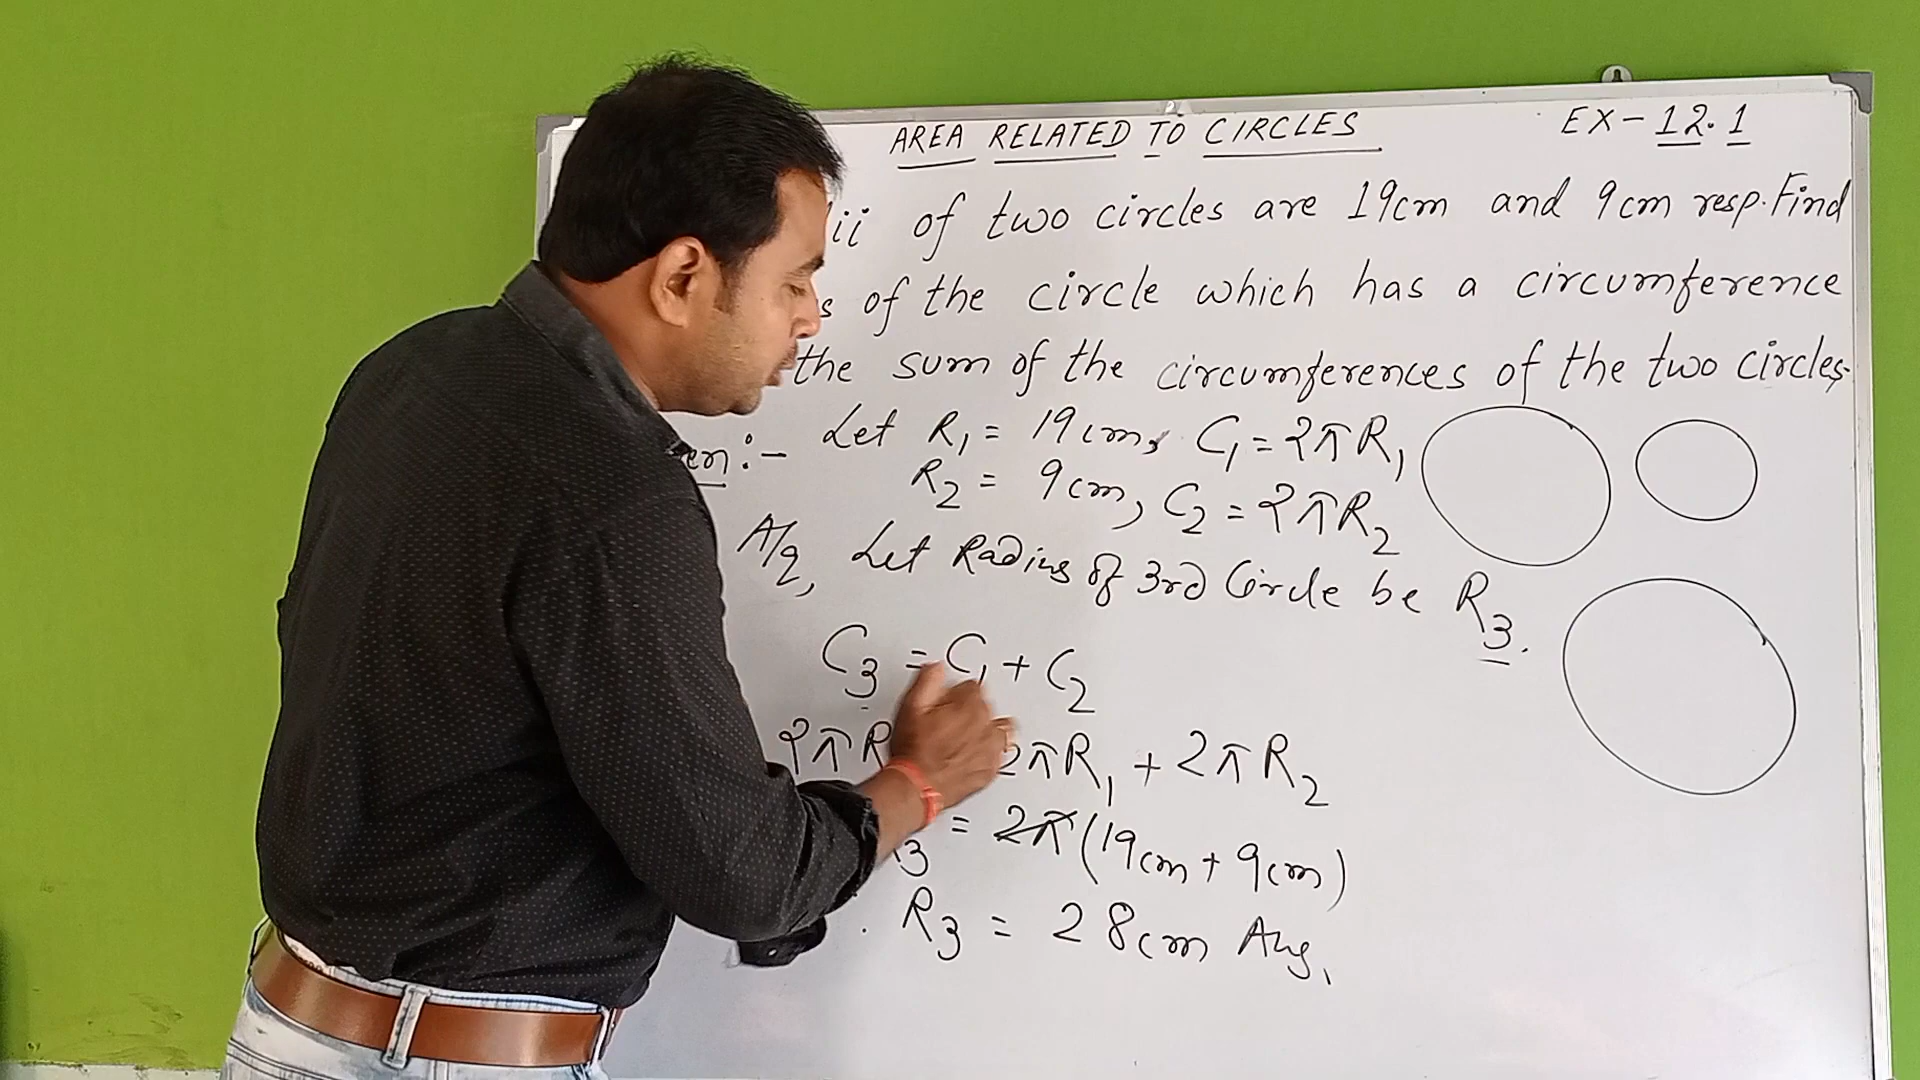 AREA RELATED TO CIRCLES EX-12.1
ii of two circles are 19cm and 9cm resp. Find
s of the circle which has a circumference
the sum of the circumferences of the two circles.
en:- Let R₁ = 19cm, C₁ = 2πR₁
R₂ = 9cm, C₂ = 2πR₂
A/q, Let Radius of 3rd Circle be R₃.
C₃ = C₁ + C₂
2πR 2πR₁ + 2πR₂
₃ = 2π(19cm + 9cm)
R₃ = 28cm Ans.